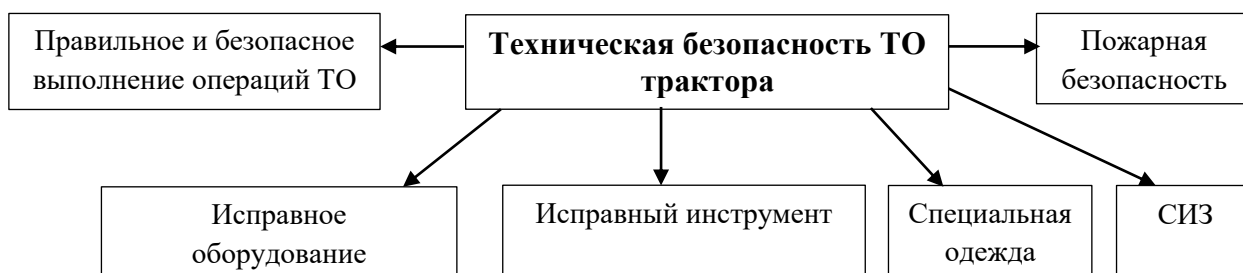 Правильное и безопасное
выполнение операций ТО
Техническая безопасность ТО
трактора
Пожарная
безопасность
Исправное
оборудование
Исправный инструмент
Специальная
одежда
СИЗ